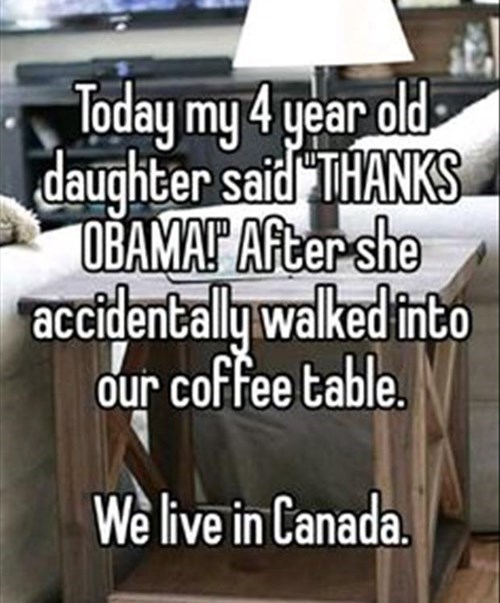 Today my 4 year old
daughter said "THANKS
OBAMA!" After she
accidentally walked into
our coffee table.
We live in Canada.